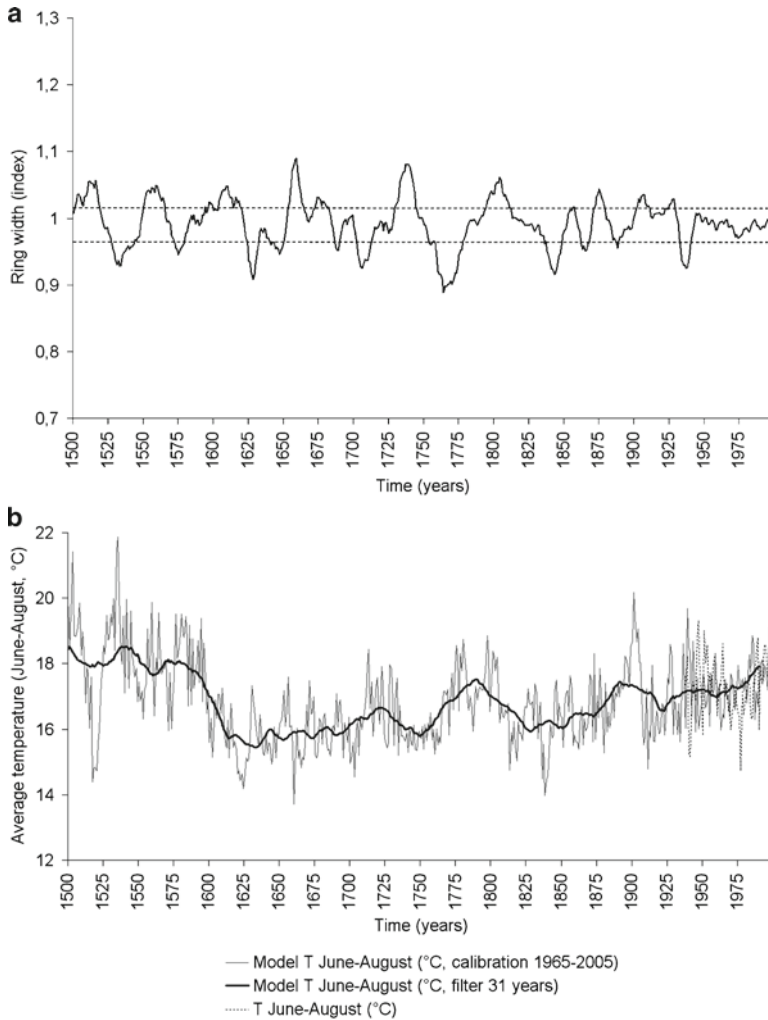 a
Ring width (index)
1,3
1,2
1,1
1
0,9
0,8
0,7
1500 1525 1550 1575 1600 1625 1650 1675 1700 1725 1750 1775 1800 1825 1850 1875 1900 1925 1950 1975
Time (years)
b
Average temperature (June-August, °C)
22
20
18
16
14
12
1500 1525 1550 1575 1600 1625 1650 1675 1700 1725 1750 1775 1800 1825 1850 1875 1900 1925 1950 1975
Time (years)
Model T June-August (°C, calibration 1965-2005)
Model T June-August (°C, filter 31 years)
T June-August (°C)